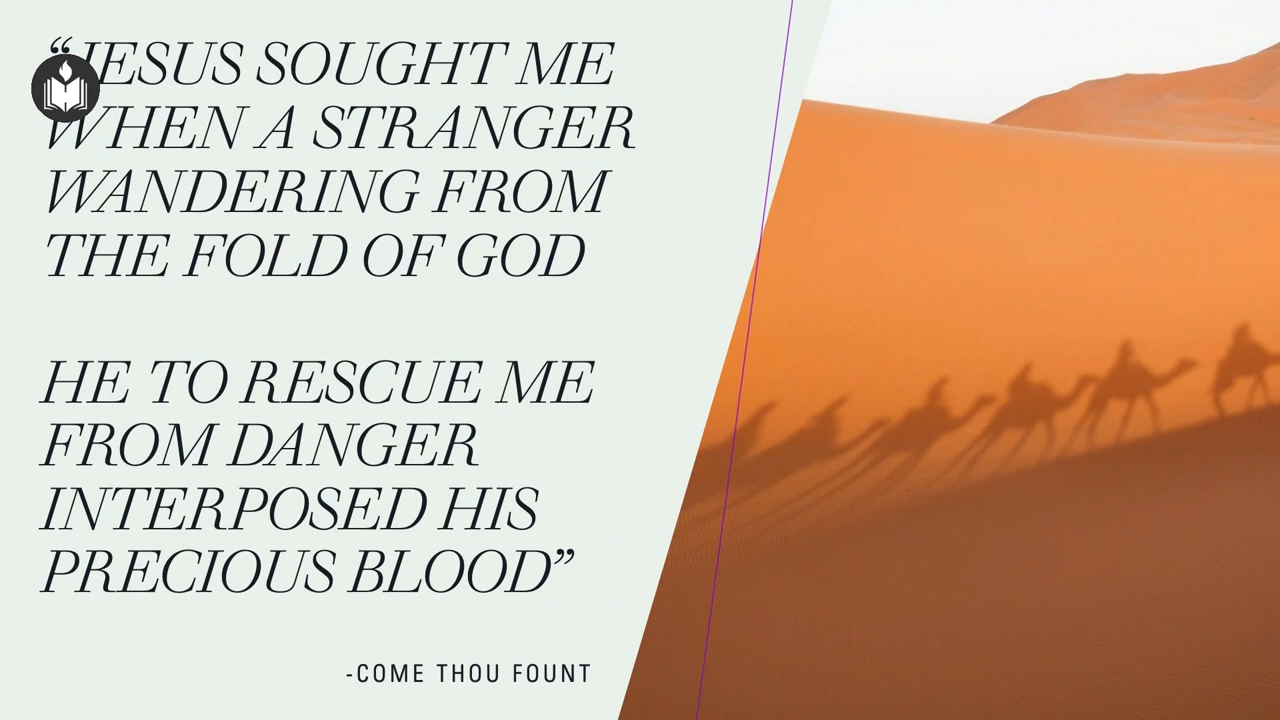 “JESUS SOUGHT ME
WHEN A STRANGER
WANDERING FROM
THE FOLD OF GOD
HE TO RESCUE ME
FROM DANGER
INTERPOSED HIS
PRECIOUS BLOOD”
-COME THOU FOUNT